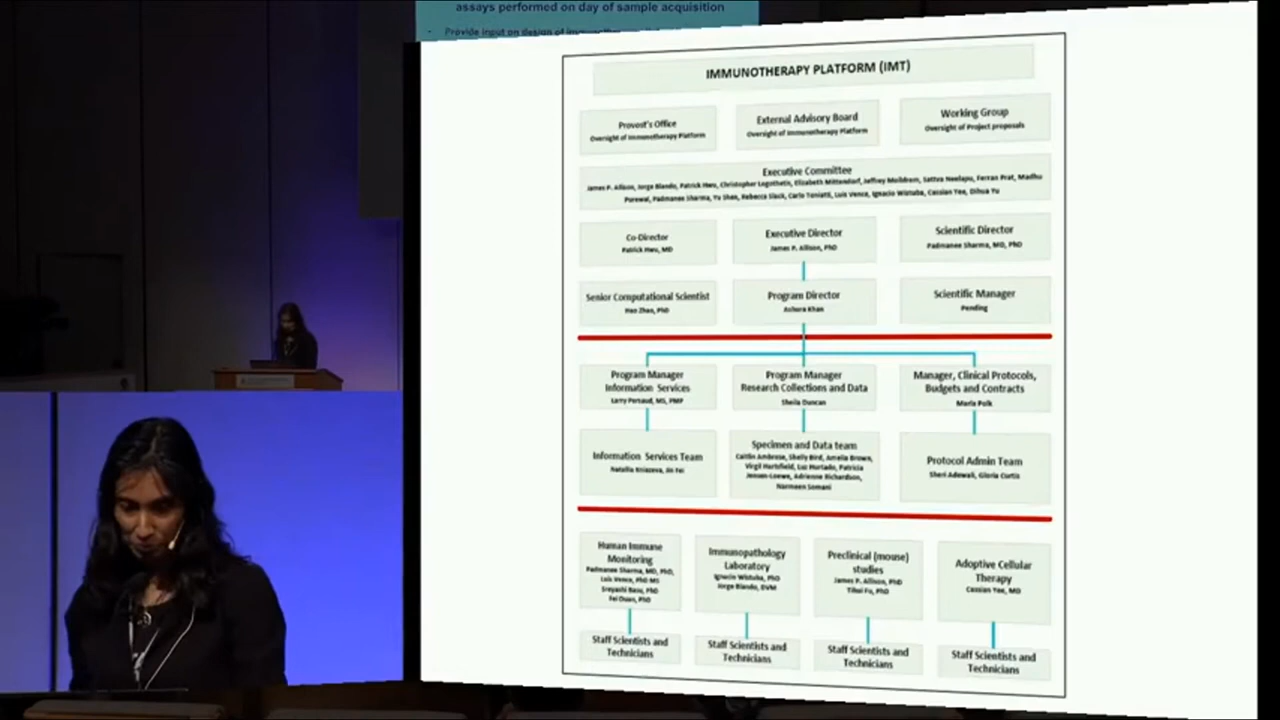 assays performed on day of sample acquisition
Provide input on design of
IMMUNOTHERAPY PLATFORM (IMT)
Provost's Office
Oversight of Immunotherapy Platform
External Advisory Board
Oversight of Immunotherapy Platform
Working Group
Oversight of Project proposals
Executive Committee
James P. Allison, Jorge Blando, Patrick Hwu, Christopher Logothetis, Elizabeth Mittendorf, Jeffrey Molldrem, Sattva Neelapu, Ferran Prat, Madhu
Purewal, Padmanee Sharma, Yu Shen, Rebecca Slack, Carlo Toniatti, Luis Vence, Ignacio Wistuba, Cassian Yee, Dihua Yu
Co-Director
Patrick Hwu, MD
Executive Director
James P. Allison, PhD
Scientific Director
Padmanee Sharma, MD, PhD
Senior Computational Scientist
Hao Zhao, PhD
Program Director
Ashura Khan
Scientific Manager
Pending
Program Manager
Information Services
Larry Persaud, MS, PMP
Program Manager
Research Collections and Data
Sheila Duncan
Manager, Clinical Protocols,
Budgets and Contracts
Marla Polk
Information Services Team
Natalila Kniazeva, Jin Fei
Specimen and Data team
Caitlin Ambrose, Shelly Bird, Amelia Brown,
Virgil Hartsfield, Luz Hurtado, Patricia
Jensen-Loewe, Adrienne Richardson,
Narmeen Somani
Protocol Admin Team
Sheri Adewali, Gloria Curtis
Human Immune
Monitoring
Padmanee Sharma, MD, PhD,
Luis Vence, PhD MS
Sreyashi Basu, PhD
Fei Duan, PhD
Immunopathology
Laboratory
Ignacio Wistuba, PhD
Jorge Blando, DVM
Preclinical (mouse)
studies
James P. Allison, PhD
Tihui Fu, PhD
Adoptive Cellular
Therapy
Cassian Yee, MD
Staff Scientists and
Technicians
Staff Scientists and
Technicians
Staff Scientists and
Technicians
Staff Scientists and
Technicians